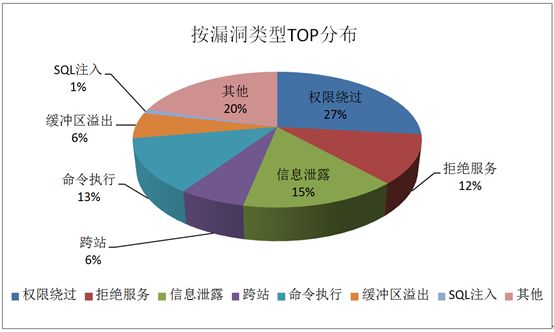 按漏洞类型TOP分布
SQL注入
1%
其他
20%
权限绕过
27%
缓冲区溢出
6%
拒绝服务
12%
命令执行
13%
信息泄露
15%
跨站
6%
权限绕过 拒绝服务 信息泄露 跨站 命令执行 缓冲区溢出 SQL注入 其他